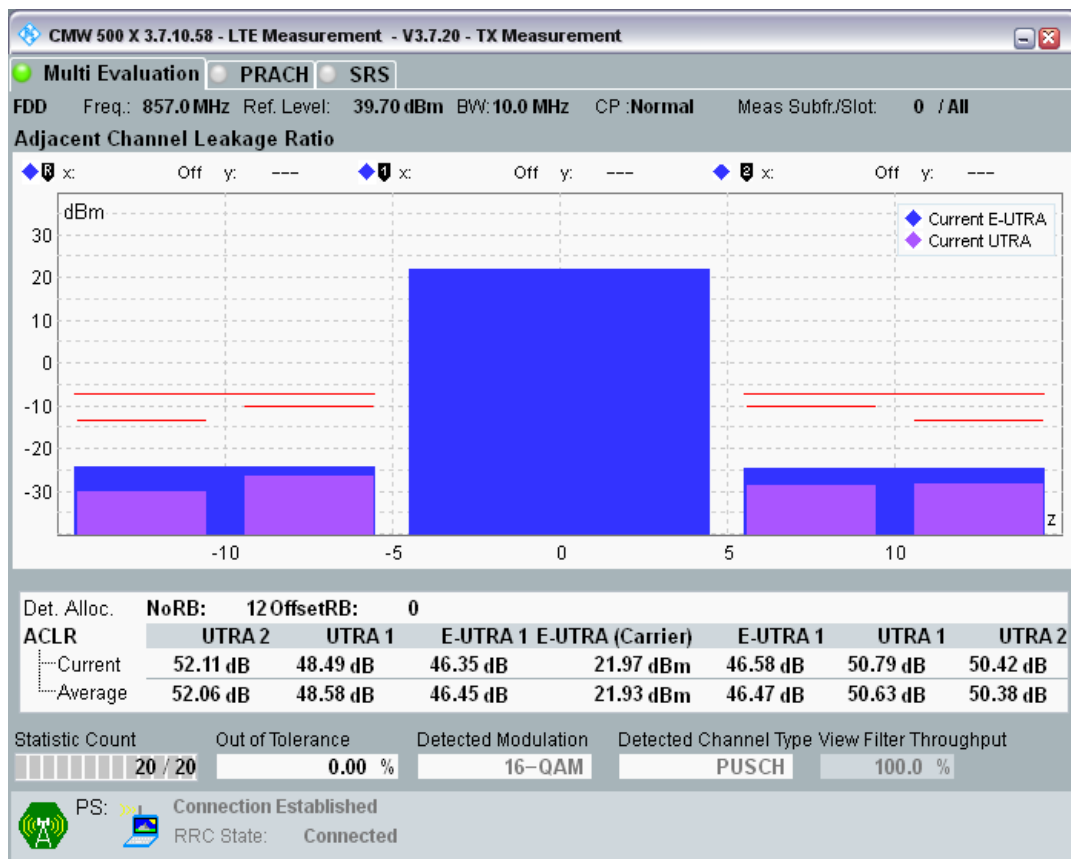 CMW 500 X 3.7.10.58 - LTE Measurement - V3.7.20 - TX Measurement
Multi Evaluation PRACH SRS
FDD Freq.: 857.0 MHz Ref. Level: 39.70 dBm BW: 10.0 MHz CP :Normal Meas Subfr./Slot: 0 / All
Adjacent Channel Leakage Ratio
R x: Off y: --- 1 x: Off y: --- 2 x: Off y: ---
dBm
Current E-UTRA
Current UTRA
30
20
10
0
-10
-20
-30
z
-10 -5 0 5 10
Det. Alloc. NoRB: 12 OffsetRB: 0
ACLR UTRA 2 UTRA 1 E-UTRA 1 E-UTRA (Carrier) E-UTRA 1 UTRA 1 UTRA 2
Current 52.11 dB 48.49 dB 46.35 dB 21.97 dBm 46.58 dB 50.79 dB 50.42 dB
Average 52.06 dB 48.58 dB 46.45 dB 21.93 dBm 46.47 dB 50.63 dB 50.38 dB
Statistic Count Out of Tolerance Detected Modulation Detected Channel Type View Filter Throughput
20 / 20 0.00 % 16-QAM PUSCH 100.0 %
PS: Connection Established
RRC State: Connected